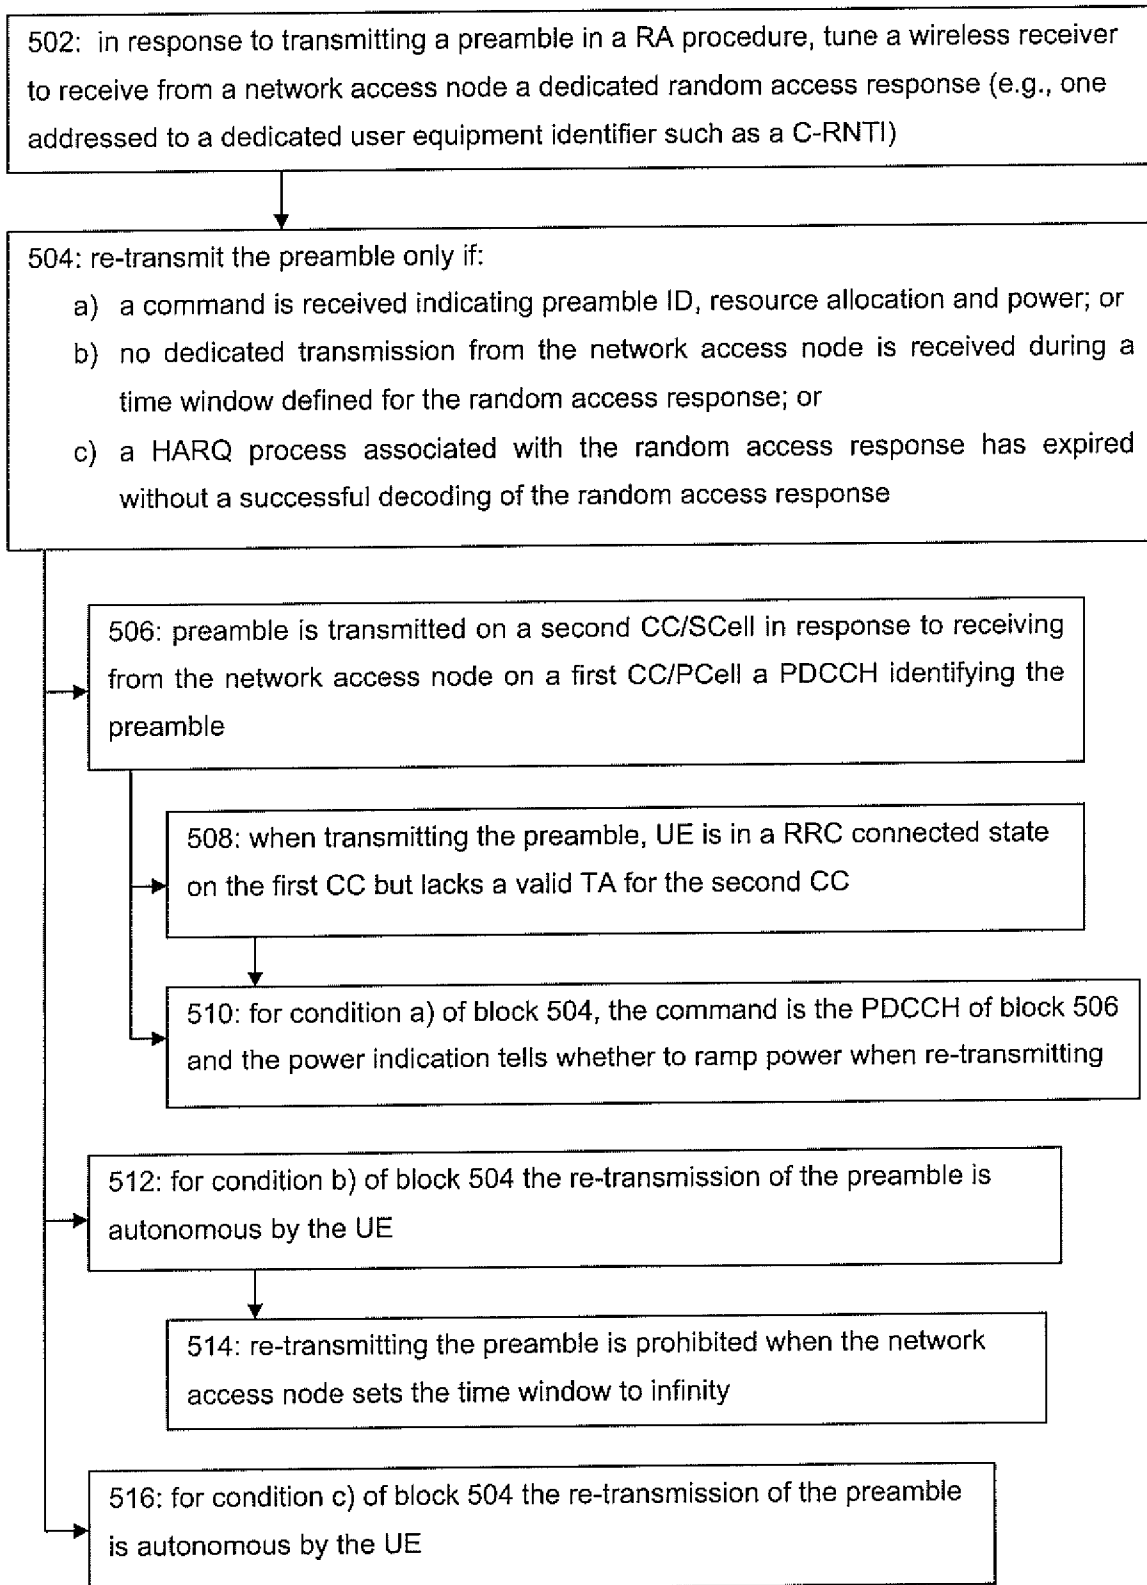 502: in response to transmitting a preamble in a RA procedure, tune a wireless receiver
to receive from a network access node a dedicated random access response (e.g., one
addressed to a dedicated user equipment identifier such as a C-RNTI)
504: re-transmit the preamble only if:
a) a command is received indicating preamble ID, resource allocation and power; or
b) no dedicated transmission from the network access node is received during a
time window defined for the random access response; or
c) a HARQ process associated with the random access response has expired
without a successful decoding of the random access response
506: preamble is transmitted on a second CC/SCell in response to receiving
from the network access node on a first CC/PCell a PDCCH identifying the
preamble
508: when transmitting the preamble, UE is in a RRC connected state
on the first CC but lacks a valid TA for the second CC
510: for condition a) of block 504, the command is the PDCCH of block 506
and the power indication tells whether to ramp power when re-transmitting
512: for condition b) of block 504 the re-transmission of the preamble is
autonomous by the UE
514: re-transmitting the preamble is prohibited when the network
access node sets the time window to infinity
516: for condition c) of block 504 the re-transmission of the preamble
is autonomous by the UE